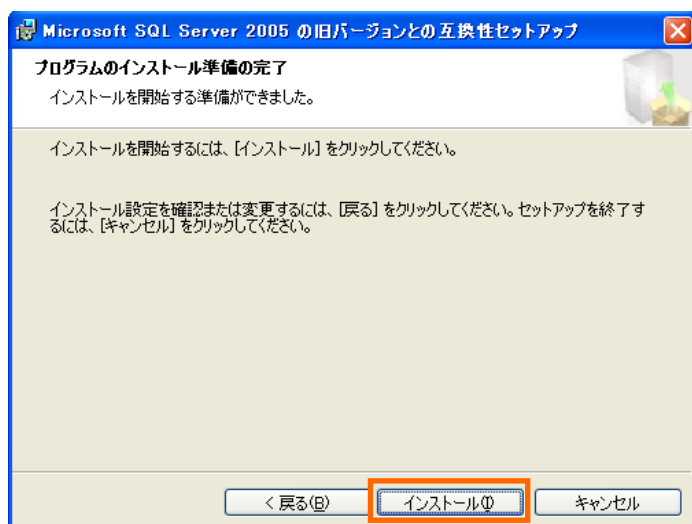 Microsoft SQL Server 2005 の旧バージョンとの互換性セットアップ
プログラムのインストール準備の完了
インストールを開始する準備ができました。
インストールを開始するには、[インストール] をクリックしてください。
インストール設定を確認または変更するには、[戻る] をクリックしてください。セットアップを終了す
るには、[キャンセル] をクリックしてください。
< 戻る(B) インストール(I) キャンセル